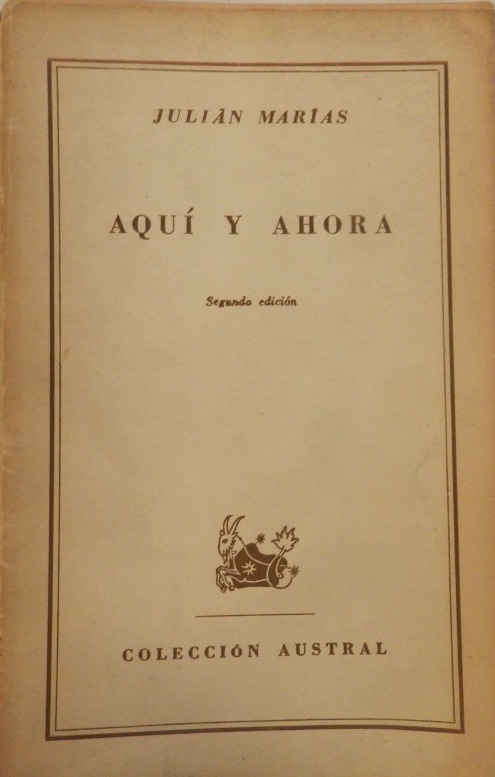 JULIÁN MARÍAS
AQUÍ Y AHORA
Segunda edición
COLECCIÓN AUSTRAL